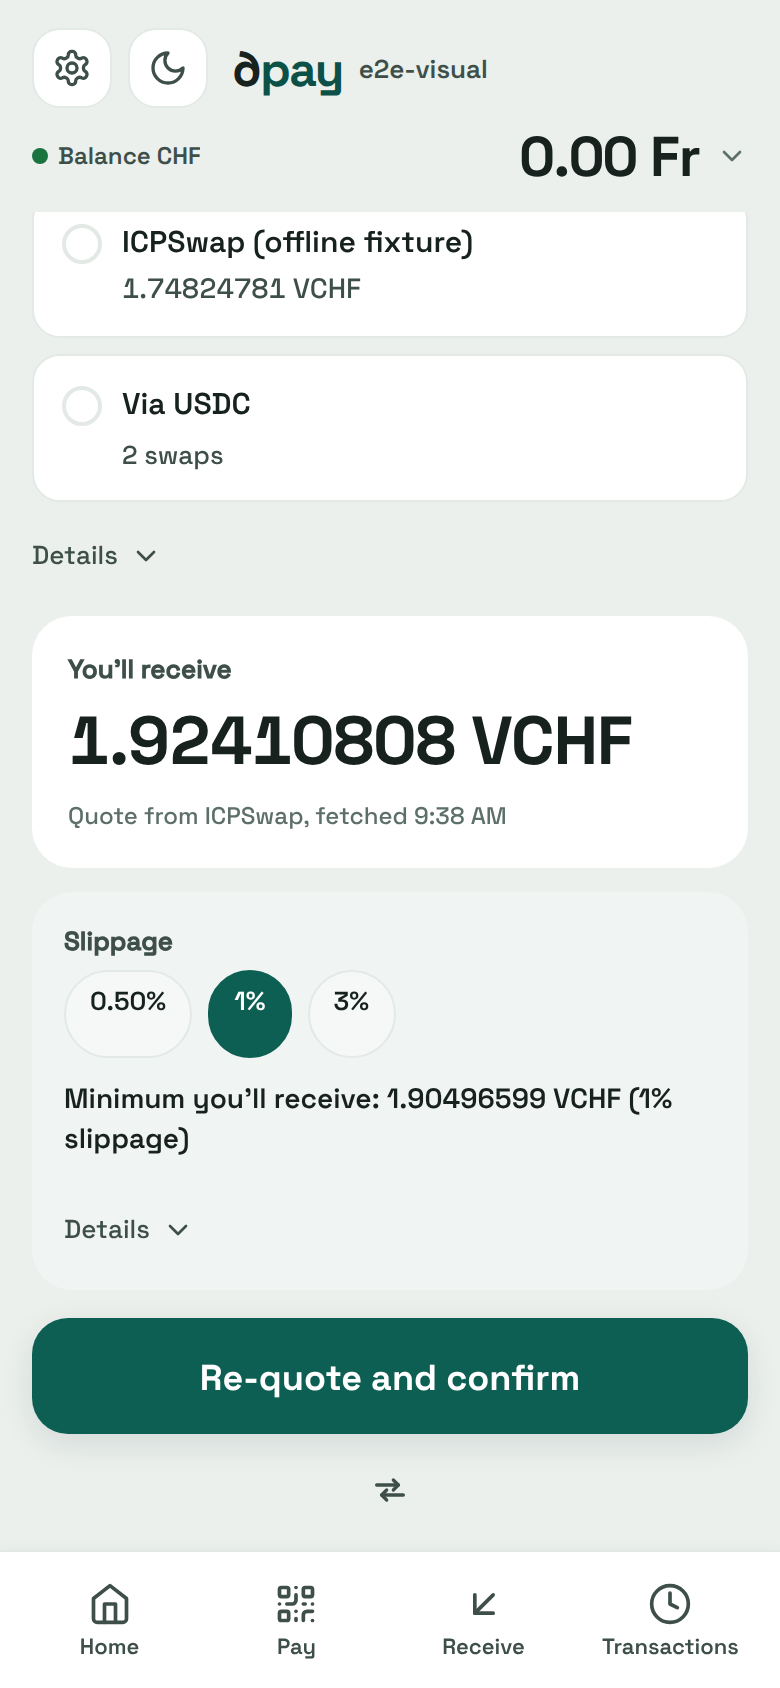 ∂pay e2e-visual
Balance CHF
0.00 Fr
ICPSwap (offline fixture)
1.74824781 VCHF
Via USDC
2 swaps
Details
You’ll receive
1.92410808 VCHF
Quote from ICPSwap, fetched 9:38 AM
Slippage
0.50% 1% 3%
Minimum you’ll receive: 1.90496599 VCHF (1%
slippage)
Details
Re-quote and confirm
Home Pay Receive Transactions